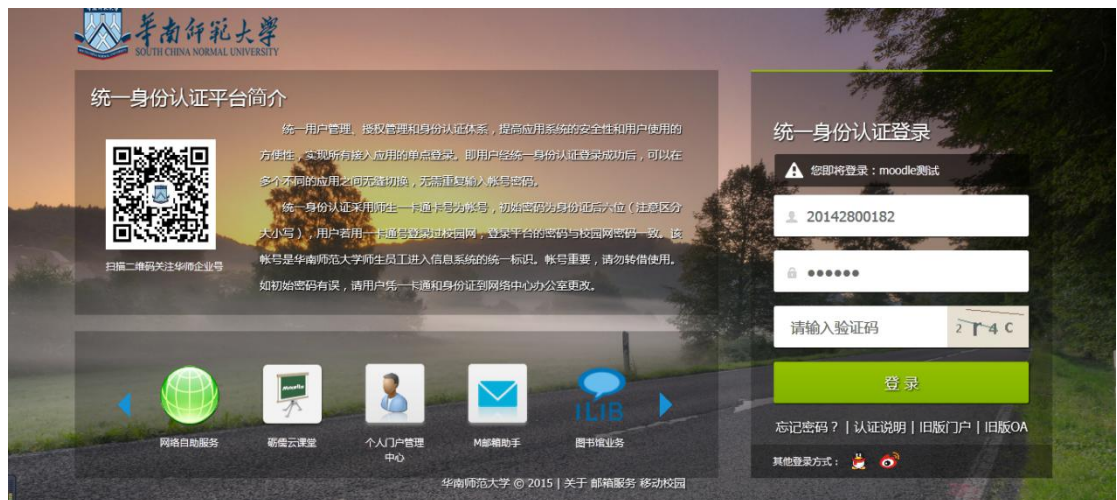 華南師範大學
SOUTH CHINA NORMAL UNIVERSITY
统一身份认证平台简介
统一用户管理、授权管理和身份认证体系，提高应用系统的安全性和用户使用的
方便性，实现所有接入应用的单点登录。即用户经统一身份认证登录成功后，可以在
多个不同的应用之间无缝切换，无需重复输入帐号密码。
统一身份认证采用师生一卡通卡号为帐号，初始密码为身份证后六位（注意区分
大小写），用户若用一卡通号登录过校园网，登录平台的密码与校园网密码一致。该
帐号是华南师范大学师生员工进入信息系统的统一标识。帐号重要，请勿转借使用。
如初始密码有误，请用户凭一卡通和身份证到网络中心办公室更改。
扫描二维码关注华师企业号
统一身份认证登录
您即将登录：moodle测试
20142800182
●●●●●●
请输入验证码
2r4C
登录
忘记密码？|认证说明|旧版门户|旧版OA
其他登录方式：
Moodle
ILIB
网络自助服务
砺儒云课堂
个人门户管理
中心
M邮箱助手
图书馆业务
华南师范大学 © 2015 | 关于 邮箱服务 移动校园